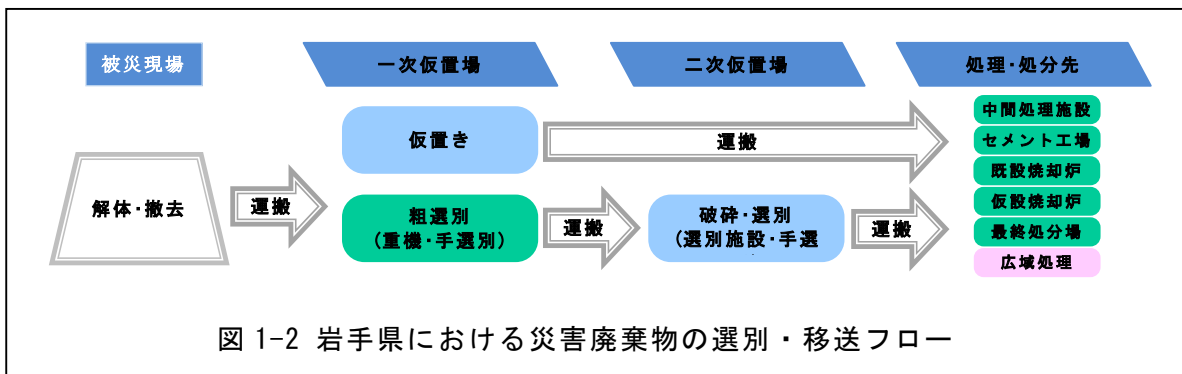 被災現場
一次仮置場
二次仮置場
処理・処分先
解体・撤去
運搬
仮置き
粗選別
(重機・手選別)
運搬
運搬
破砕・選別
(選別施設・手選
運搬
中間処理施設
セメント工場
既設焼却炉
仮設焼却炉
最終処分場
広域処理
図 1-2 岩手県における災害廃棄物の選別・移送フロー